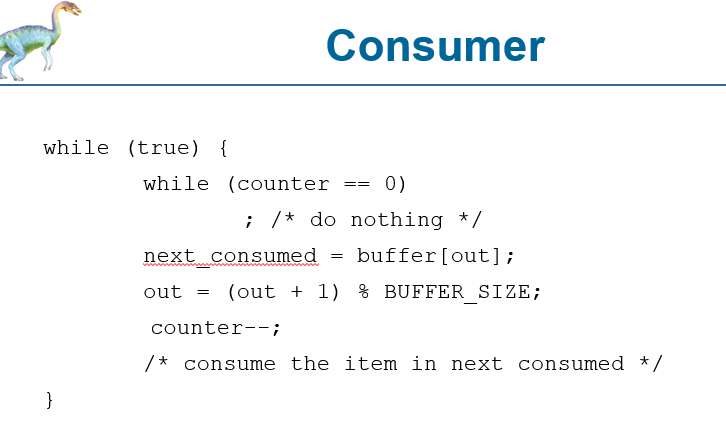 Consumer
while (true) {
while (counter == 0)
; /* do nothing */
next_consumed = buffer[out];
out = (out + 1) % BUFFER_SIZE;
counter--;
/* consume the item in next consumed */
}